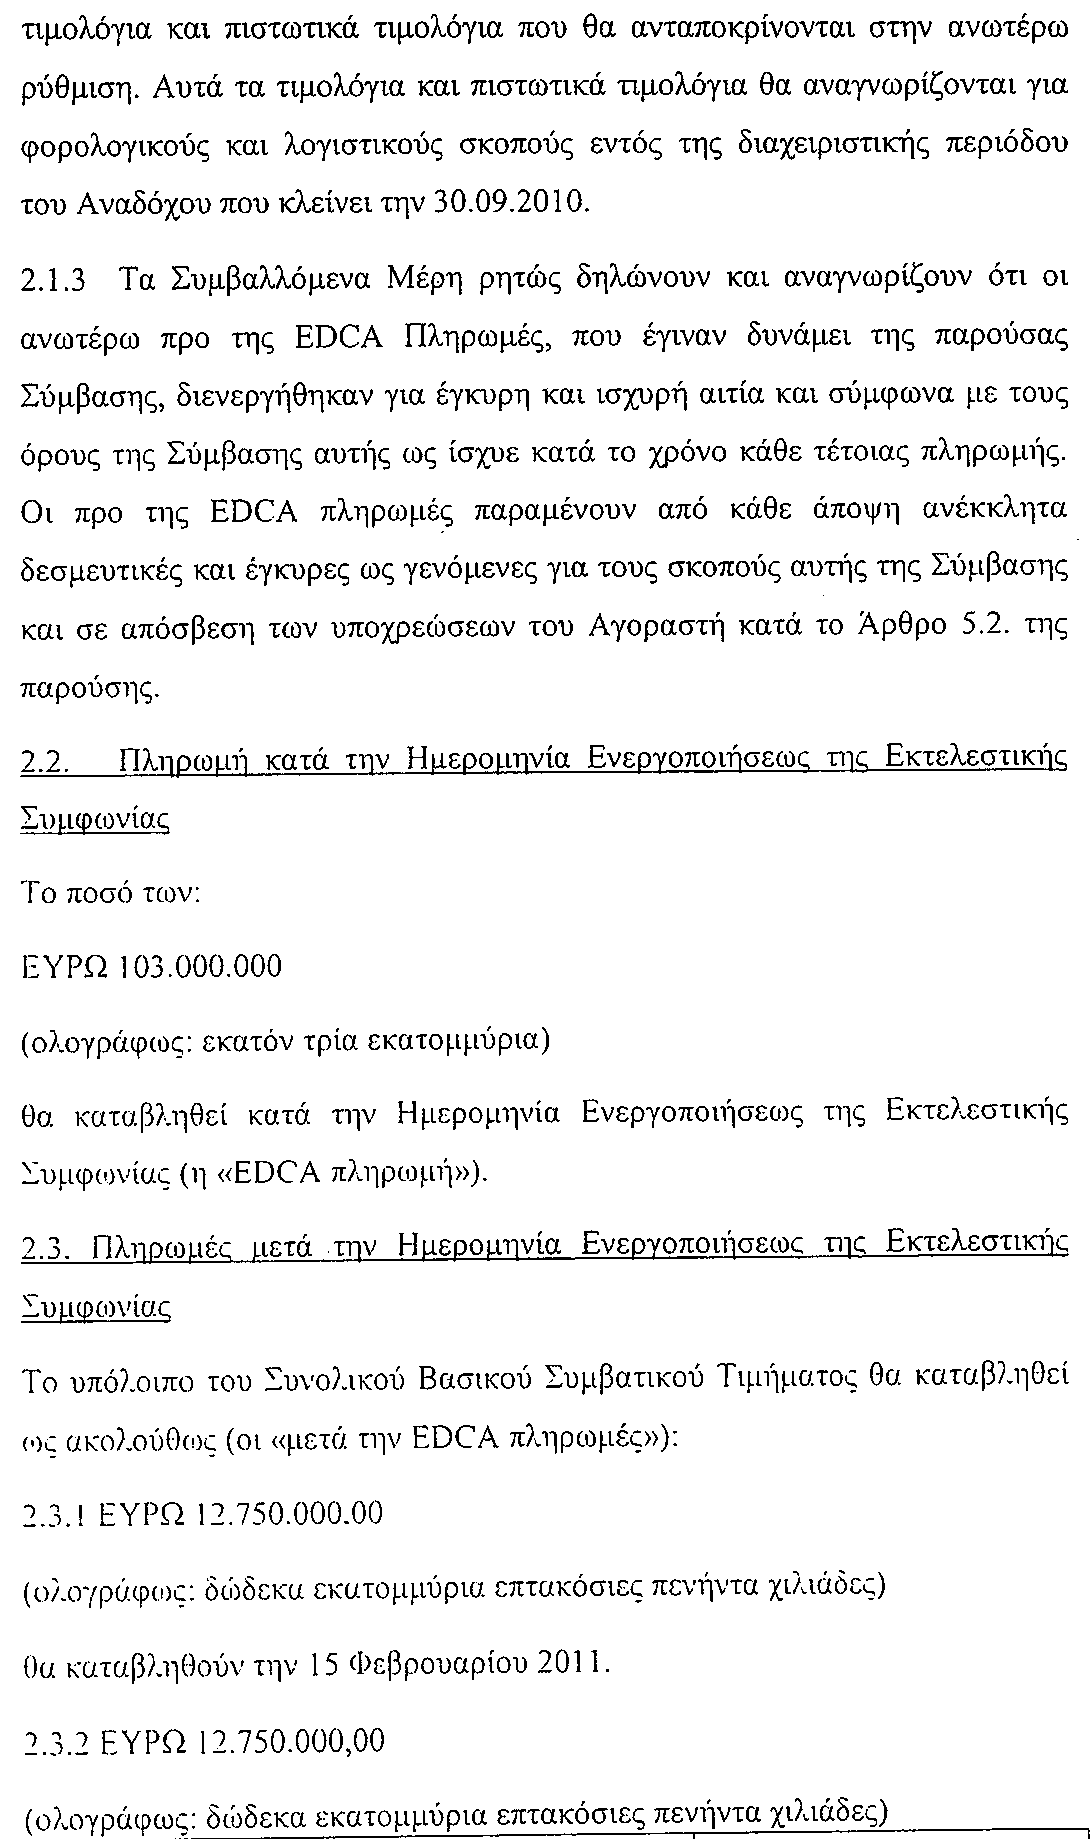 τιμολόγια και πιστωτικά τιμολόγια που θα ανταποκρίνονται στην ανωτέρω
ρύθμιση. Αυτά τα τιμολόγια και πιστωτικά τιμολόγια θα αναγνωρίζονται για
φορολογικούς και λογιστικούς σκοπούς εντός της διαχειριστικής περιόδου
του Αναδόχου που κλείνει την 30.09.2010.
2.1.3 Τα Συμβαλλόμενα Μέρη ρητώς δηλώνουν και αναγνωρίζουν ότι οι
ανωτέρω προ της EDCA Πληρωμές, που έγιναν δυνάμει της παρούσας
Σύμβασης, διενεργήθηκαν για έγκυρη και ισχυρή αιτία και σύμφωνα με τους
όρους της Σύμβασης αυτής ως ίσχυε κατά το χρόνο κάθε τέτοιας πληρωμής.
Οι προ της EDCA πληρωμές παραμένουν από κάθε άποψη ανέκκλητα
δεσμευτικές και έγκυρες ως γενόμενες για τους σκοπούς αυτής της Σύμβασης
και σε απόσβεση των υποχρεώσεων του Αγοραστή κατά το Άρθρο 5.2. της
παρούσης.
2.2. Πληρωμή κατά την Ημερομηνία Ενεργοποιήσεως της Εκτελεστικής
Συμφωνίας
Το ποσό των:
ΕΥΡΩ 103.000.000
(ολογράφως: εκατόν τρία εκατομμύρια)
θα καταβληθεί κατά την Ημερομηνία Ενεργοποιήσεως της Εκτελεστικής
Συμφωνίας (η «EDCA πληρωμή»).
2.3. Πληρωμές μετά την Ημερομηνία Ενεργοποιήσεως της Εκτελεστικής
Συμφωνίας
Το υπόλοιπο του Συνολικού Βασικού Συμβατικού Τιμήματος θα καταβληθεί
ως ακολούθως (οι «μετά την EDCA πληρωμές»):
2.3.1 ΕΥΡΩ 12.750.000.00
(ολογράφως: δώδεκα εκατομμύρια επτακόσιες πενήντα χιλιάδες)
θα καταβληθούν την 15 Φεβρουαρίου 2011.
2.3.2 ΕΥΡΩ 12.750.000,00
(ολογράφως: δώδεκα εκατομμύρια επτακόσιες πενήντα χιλιάδες)